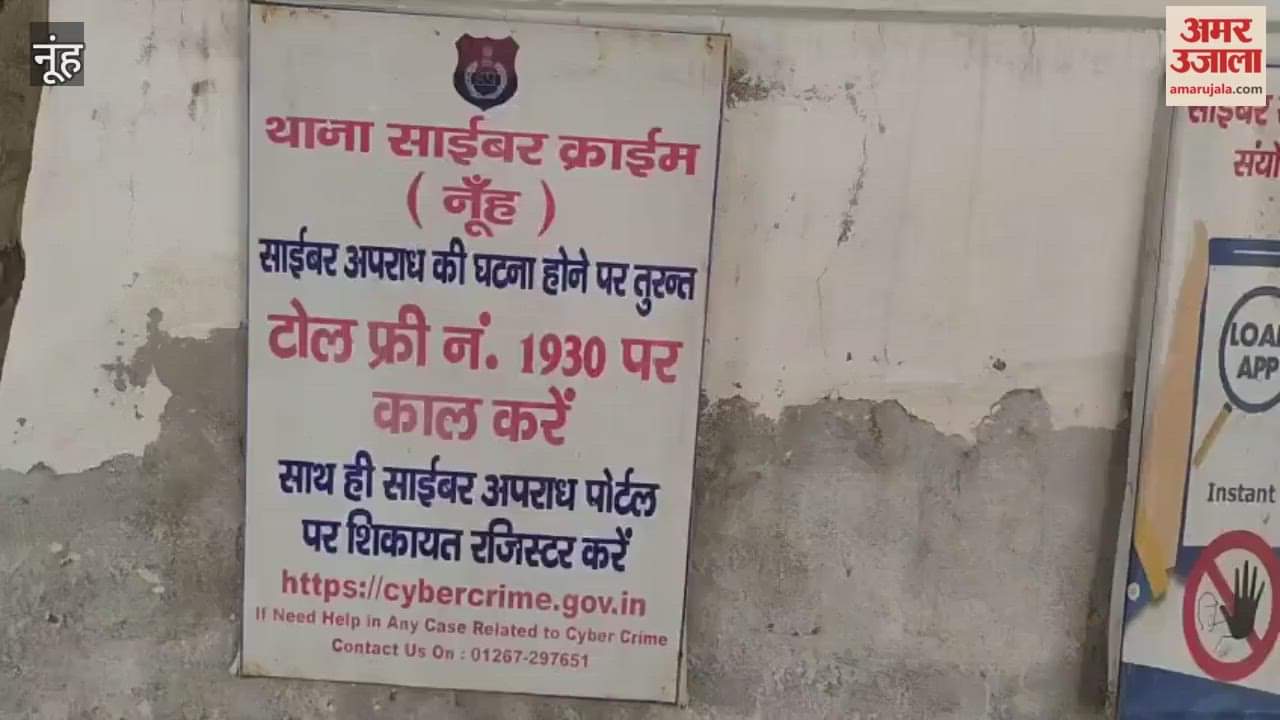 नूंह
अमर
उजाला
amarujala.com
थाना साईबर क्राईम
( नूँह )
साईबर अपराध की घटना होने पर तुरन्त
टोल फ्री नं. 1930 पर
काल करें
साथ ही साईबर अपराध पोर्टल
पर शिकायत रजिस्टर करें
https://cybercrime.gov.in
If Need Help in Any Case Related to Cyber Crime
Contact Us On : 01267-297651
साईबर
APP
Instant